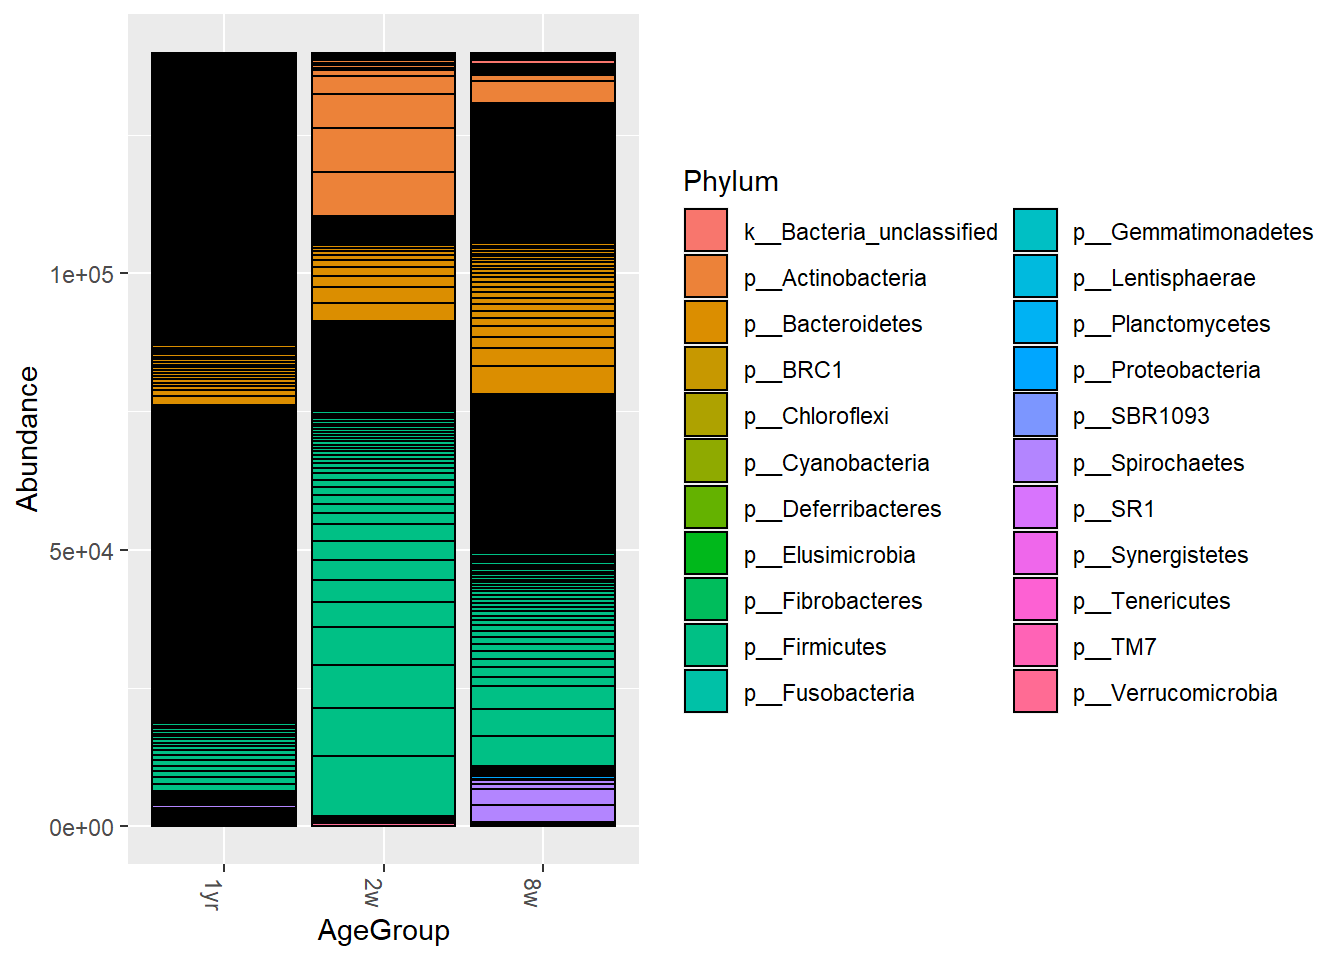 Abundance
1e+05
5e+04
0e+00
1yr
2w
8w
AgeGroup
Phylum
k__Bacteria_unclassified
p__Actinobacteria
p__Bacteroidetes
p__BRC1
p__Chloroflexi
p__Cyanobacteria
p__Deferribacteres
p__Elusimicrobia
p__Fibrobacteres
p__Firmicutes
p__Fusobacteria
p__Gemmatimonadetes
p__Lentisphaerae
p__Planctomycetes
p__Proteobacteria
p__SBR1093
p__Spirochaetes
p__SR1
p__Synergistetes
p__Tenericutes
p__TM7
p__Verrucomicrobia